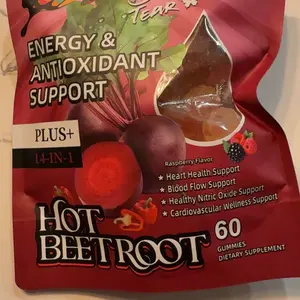 TEAR
ENERGY &
ANTIOXIDANT
SUPPORT
PLUS+
14-IN-1
Raspberry Flavor
• Heart Health Support
• Blood Flow Support
• Healthy Nitric Oxide Support
• Cardiovascular Wellness Support
HOT
BEETROOT
60
GUMMIES
DIETARY SUPPLEMENT